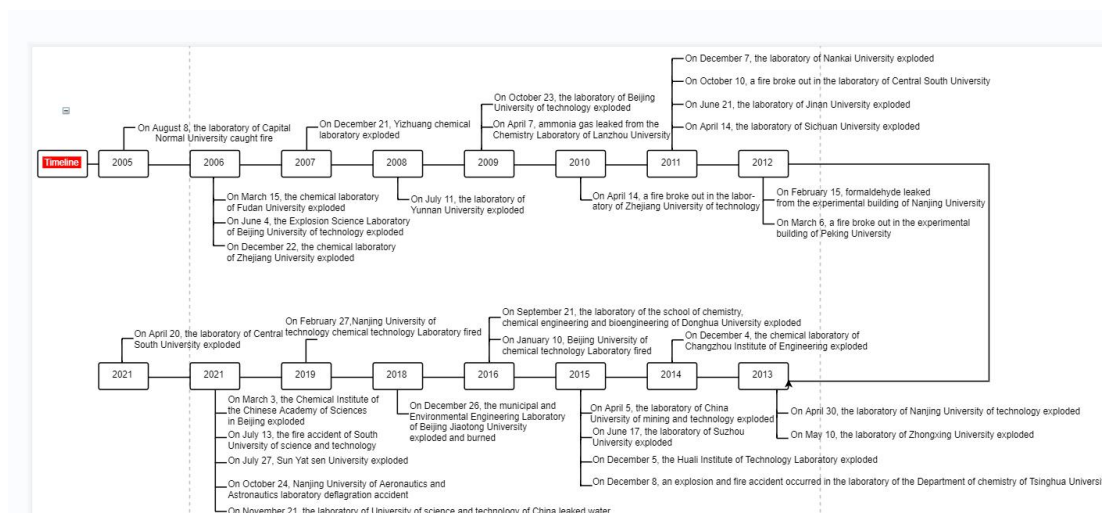 On December 7, the laboratory of Nankai University exploded
On October 10, a fire broke out in the laboratory of Central South University
On June 21, the laboratory of Jinan University exploded
On April 14, the laboratory of Sichuan University exploded
On October 23, the laboratory of Beijing
University of technology exploded
On April 7, ammonia gas leaked from the
Chemistry Laboratory of Lanzhou University
On December 21, Yizhuang chemical
laboratory exploded
On August 8, the laboratory of Capital
Normal University caught fire
Timeline
2005
2006
2007
2008
2009
2010
2011
2012
On March 15, the chemical laboratory
of Fudan University exploded
On June 4, the Explosion Science Laboratory
of Beijing University of technology exploded
On December 22, the chemical laboratory
of Zhejiang University exploded
On July 11, the laboratory of
Yunnan University exploded
On April 14, a fire broke out in the labor-
atory of Zhejiang University of technology
On February 15, formaldehyde leaked
from the experimental building of Nanjing University
On March 6, a fire broke out in the experimental
building of Peking University
On April 20, the laboratory of Central
South University exploded
On February 27,Nanjing University of
technology chemical technology Laboratory fired
On September 21, the laboratory of the school of chemistry,
chemical engineering and bioengineering of Donghua University exploded
On January 10, Beijing University of
chemical technology Laboratory fired
On December 4, the chemical laboratory of
Changzhou Institute of Engineering exploded
2021
2021
2019
2018
2016
2015
2014
2013
On March 3, the Chemical Institute of
the Chinese Academy of Sciences
in Beijing exploded
On July 13, the fire accident of South
University of science and technology
On July 27, Sun Yat sen University exploded
On October 24, Nanjing University of Aeronautics and
Astronautics laboratory deflagration accident
On November 21, the laboratory of University of science and technology of China leaked water
On December 26, the municipal and
Environmental Engineering Laboratory
of Beijing Jiaotong University
exploded and burned
On April 5, the laboratory of China
University of mining and technology exploded
On June 17, the laboratory of Suzhou
University exploded
On December 5, the Huali Institute of Technology Laboratory exploded
On December 8, an explosion and fire accident occurred in the laboratory of the Department of chemistry of Tsinghua Universi
On April 30, the laboratory of Nanjing University of technology exploded
On May 10, the laboratory of Zhongxing University exploded